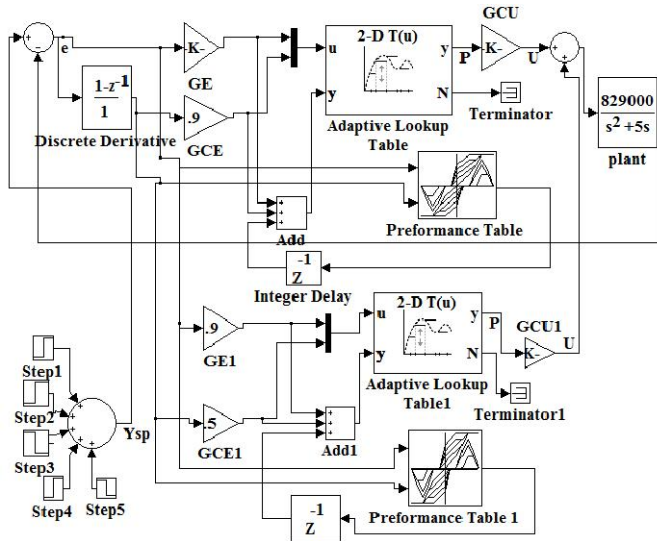 GCU
2-D T(u)
e
-K-
u
y
-K-
P
U
GE
N
1-z⁻¹
1
.9
y
Terminator
829000
s²+5s
Discrete Derivative
GCE
Adaptive Lookup
Table
plant
Add
Preformance Table
-1
Z
Integer Delay
2-D T(u)
GCU1
.9
u
y
P
K-
U
GE1
y
N
Step1
Adaptive Lookup
Table1
Terminator1
Step2
.5
Ysp
Step3
GCE1
Add1
Step4
Step5
-1
Z
Preformance Table 1